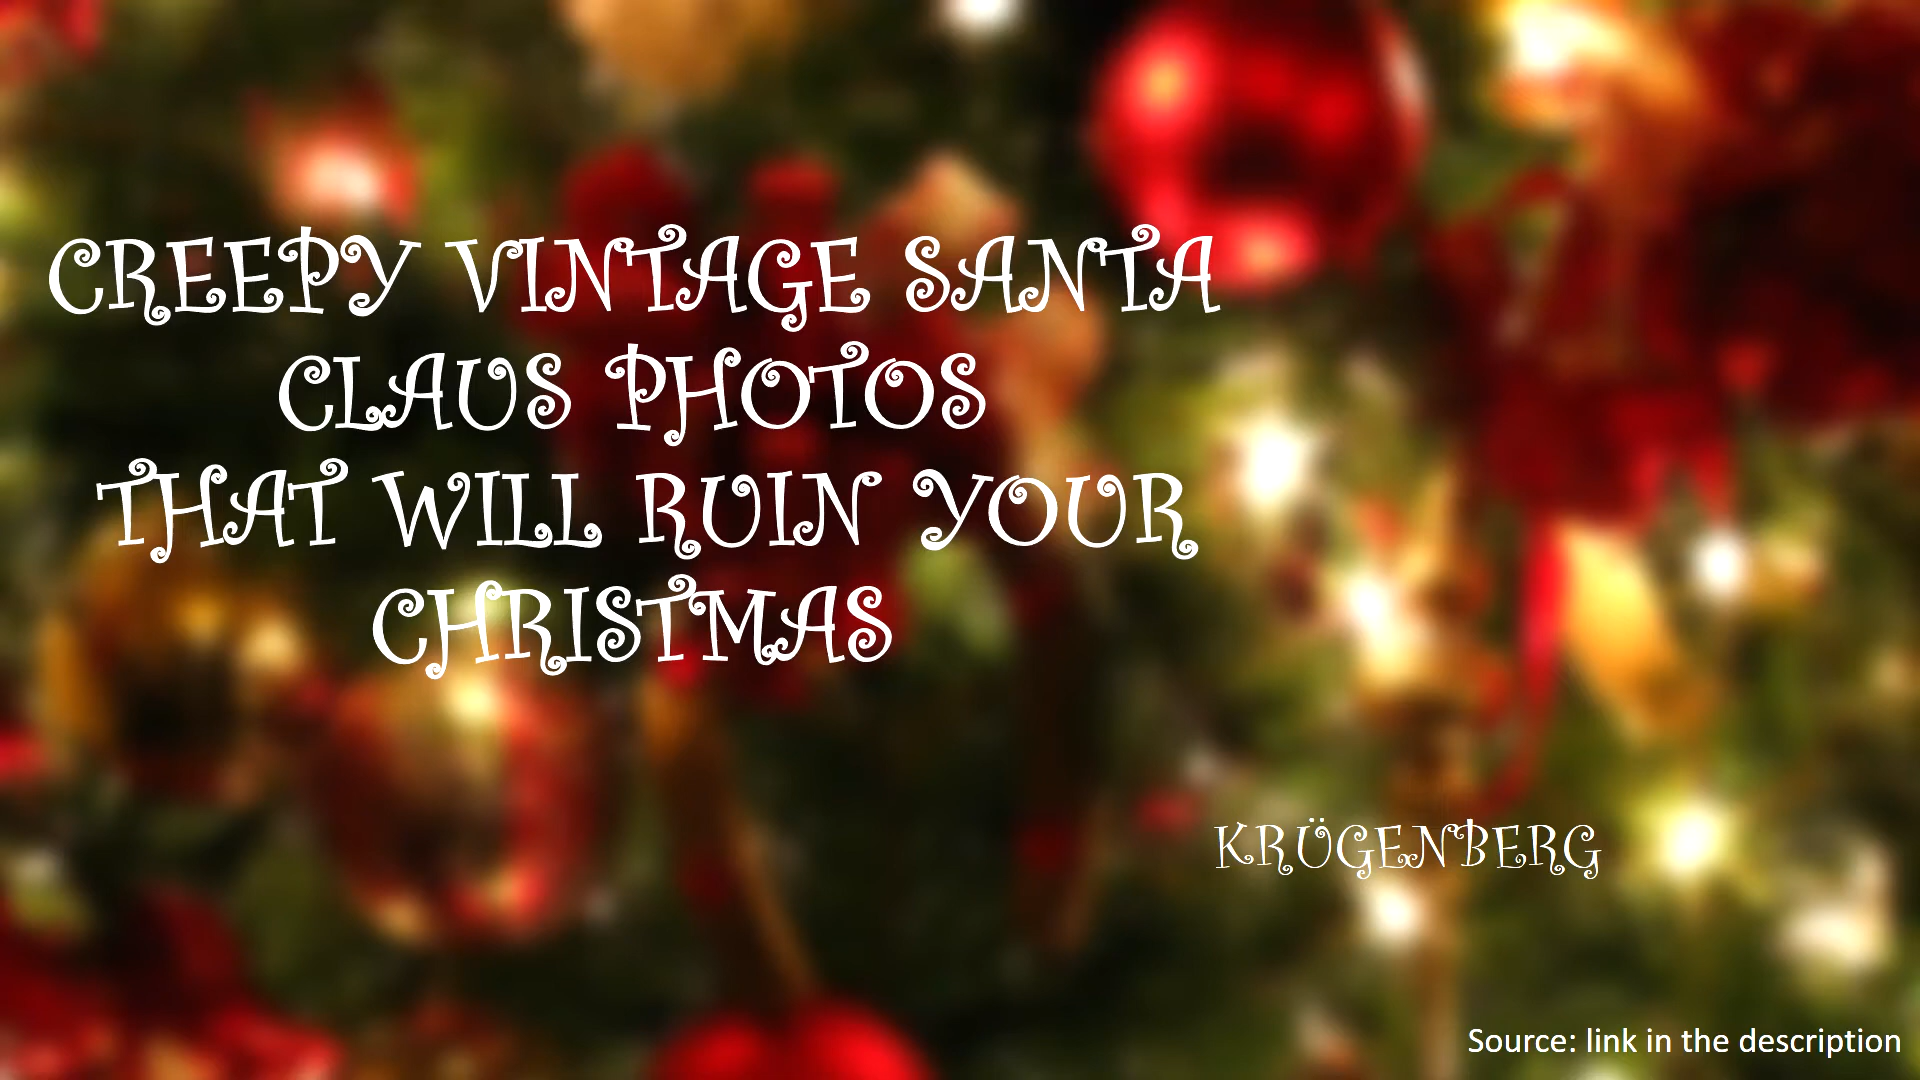 CREEPY VINTAGE SANTA
CLAUS PHOTOS
THAT WILL RUIN YOUR
CHRISTMAS
KRÜGENBERG
Source: link in the description